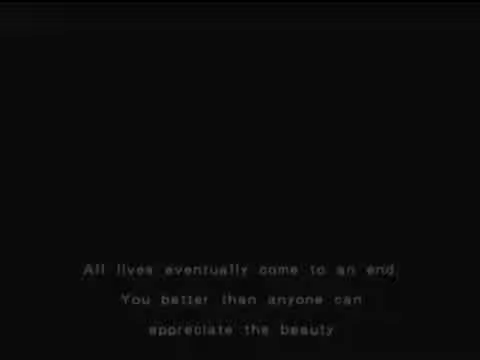 All lives eventually come to an end
You better than anyone can
appreciate the beauty